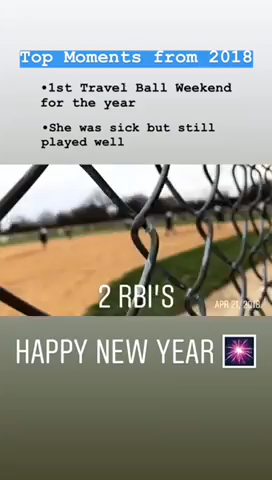 Top Moments from 2018
•1st Travel Ball Weekend
for the year
•She was sick but still
played well
2 RBI'S
APR 21, 2018
HAPPY NEW YEAR